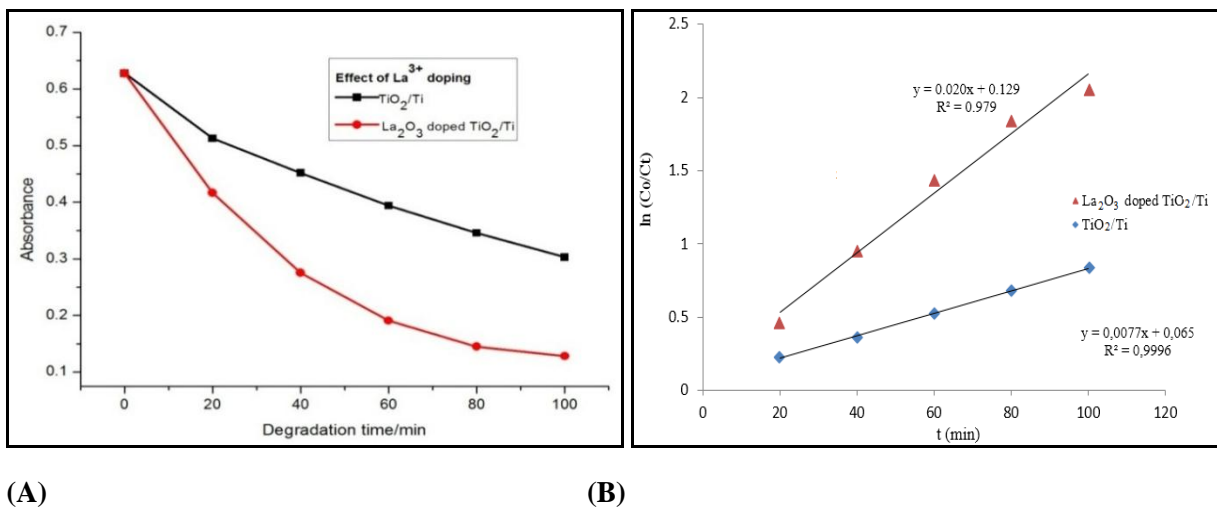 0.7
0.6
0.5
0.4
0.3
0.2
0.1
Absorbance
Effect of La³⁺ doping
TiO₂/Ti
La₂O₃ doped TiO₂/Ti
0 20 40 60 80 100
Degradation time/min
2.5
2
1.5
1
0.5
0
ln (Co/Ct)
y = 0.020x + 0.129
R² = 0.979
La₂O₃ doped TiO₂/Ti
TiO₂/Ti
y = 0,0077x + 0,065
R² = 0,9996
0 20 40 60 80 100 120
t (min)
(A) (B)